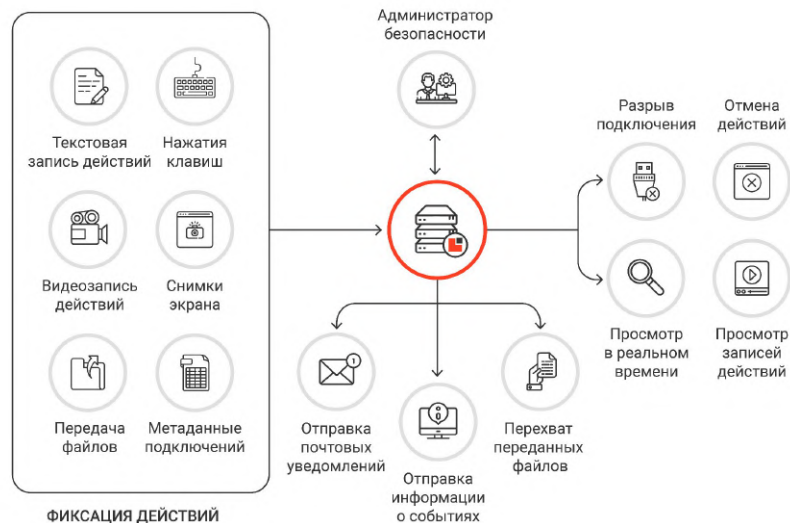 Администратор
безопасности
Текстовая
запись действий
Нажатия
клавиш
Видеозапись
действий
Снимки
экрана
Передача
файлов
Метаданные
подключений
ФИКСАЦИЯ ДЕЙСТВИЙ
Разрыв
подключения
Отмена
действий
Просмотр
в реальном
времени
Просмотр
записей
действий
1
Отправка
почтовых
уведомлений
Отправка
информации
о событиях
Перехват
переданных
файлов